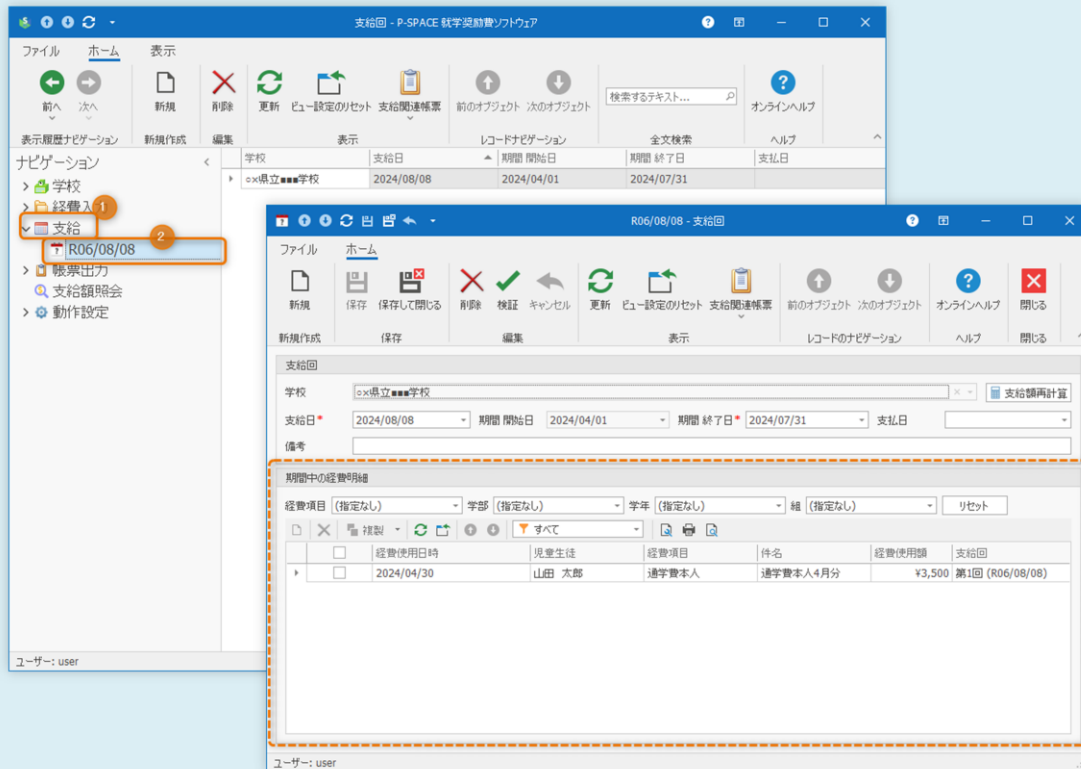 支給回 - P-SPACE 就学奨励費ソフトウェア
ファイル ホーム 表示
前へ 次へ 新規 削除 更新 ビュー設定のリセット 支給関連帳票 前のオブジェクト 次のオブジェクト 検索するテキスト... オンラインヘルプ
表示履歴ナビゲーション 新規作成 編集 表示 レコードナビゲーション 全文検索 ヘルプ
ナビゲーション
学校
経費入
1
支給
2
R06/08/08
帳票出力
支給額照会
動作設定
学校 支給日 期間 開始日 期間 終了日 支払日
○×県立■■■学校 2024/08/08 2024/04/01 2024/07/31
ユーザー: user
R06/08/08 - 支給回
ファイル ホーム
新規 保存 保存して閉じる 削除 検証 キャンセル 更新 ビュー設定のリセット 支給関連帳票 前のオブジェクト 次のオブジェクト オンラインヘルプ 閉じる
新規作成 保存 編集 表示 レコードのナビゲーション ヘルプ 閉じる
支給回
学校 ○×県立■■■学校 支給額再計算
支給日* 2024/08/08 期間 開始日 2024/04/01 期間 終了日* 2024/07/31 支払日
備考
期間中の経費明細
経費項目 (指定なし) 学部 (指定なし) 学年 (指定なし) 組 (指定なし) リセット
複製 すべて
経費使用日時 児童生徒 経費項目 件名 経費使用額 支給回
2024/04/30 山田 太郎 通学費本人 通学費本人4月分 ¥3,500 第1回 (R06/08/08)
ユーザー: user